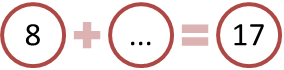 8 + ... = 17